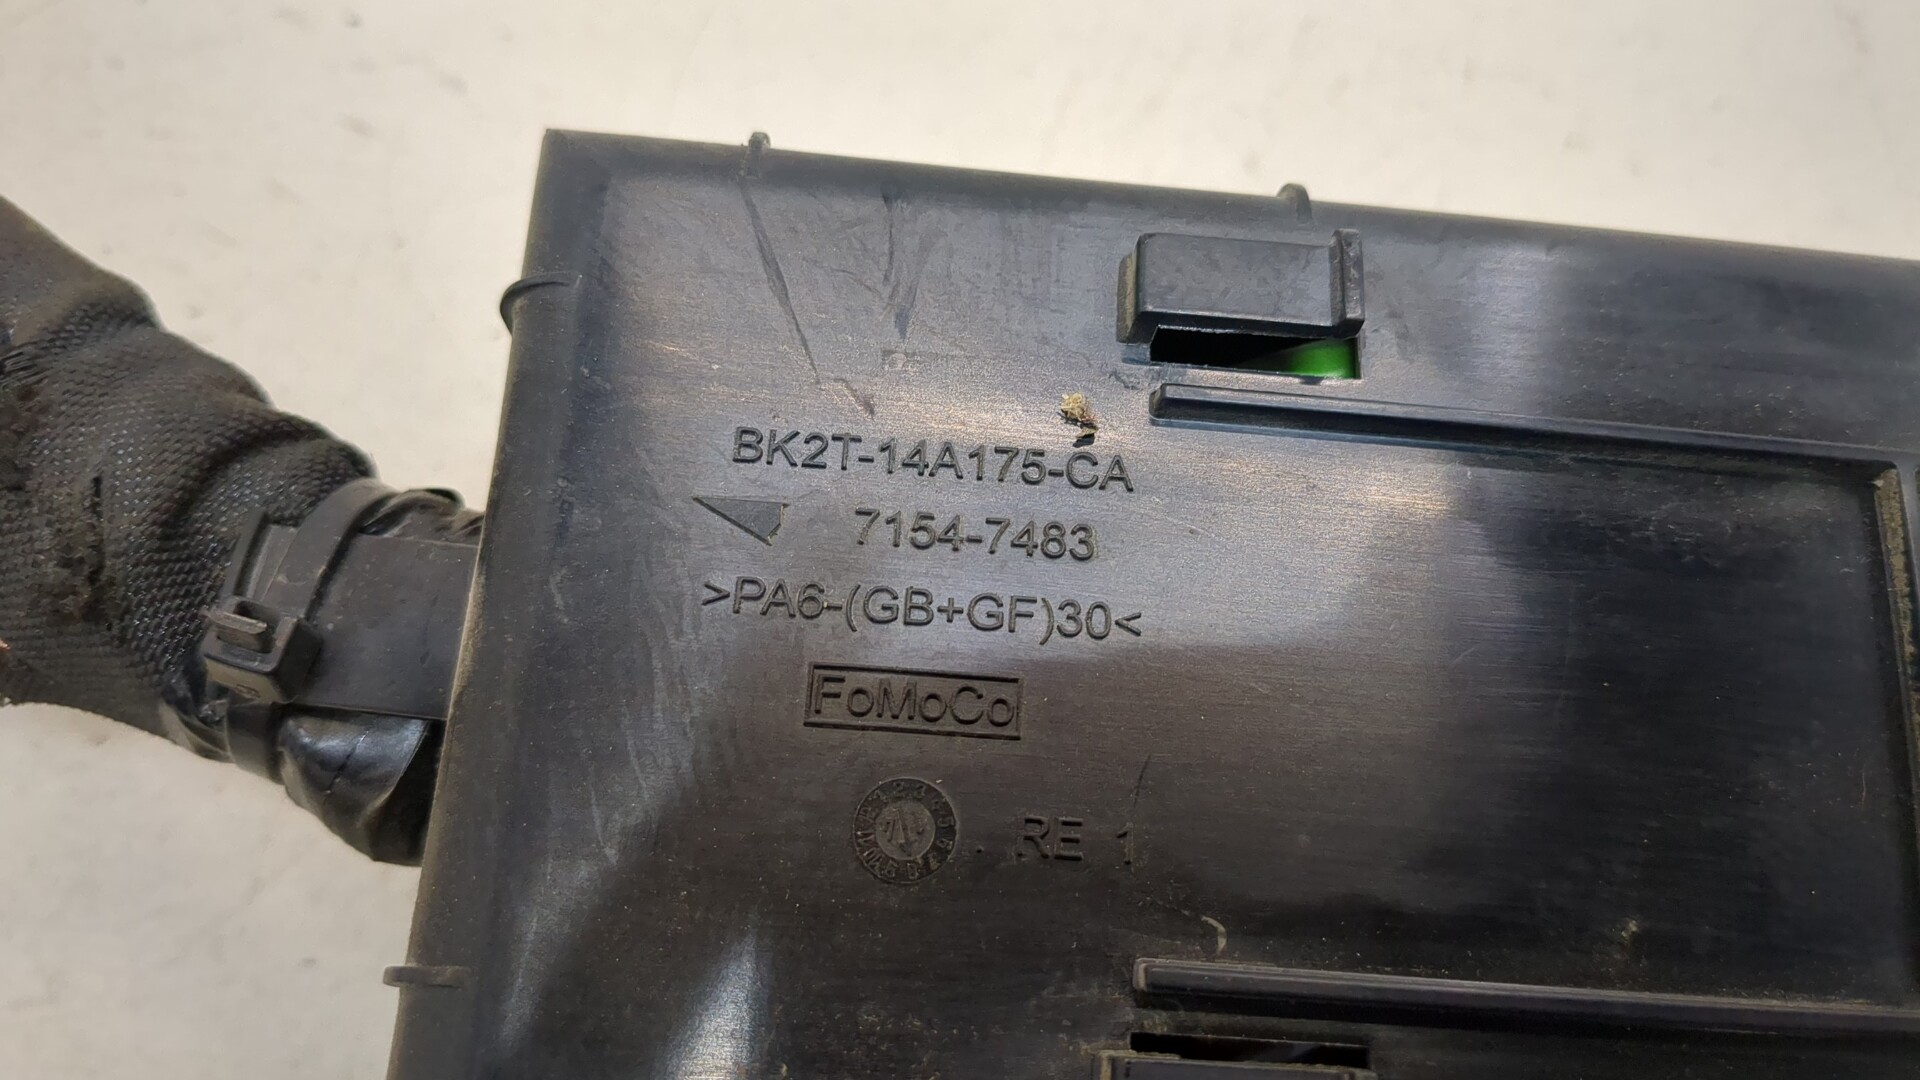 BK2T-14A175-CA
7154-7483
>PA6-(GB+GF)30<
FoMoCo
RE 1